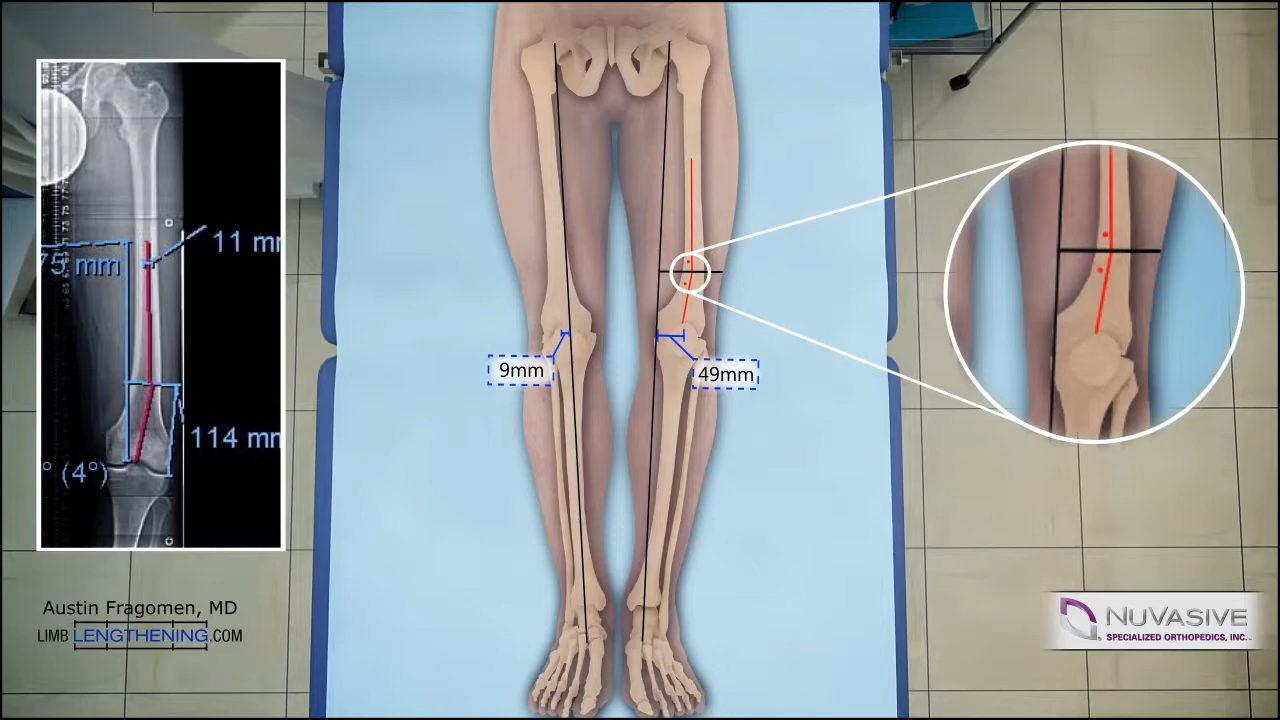 11 mm
75 mm
114 mm
° (4°)
9mm
49mm
Austin Fragomen, MD
LIMB LENGTHENING.COM
NUVASIVE
SPECIALIZED ORTHOPEDICS, INC.